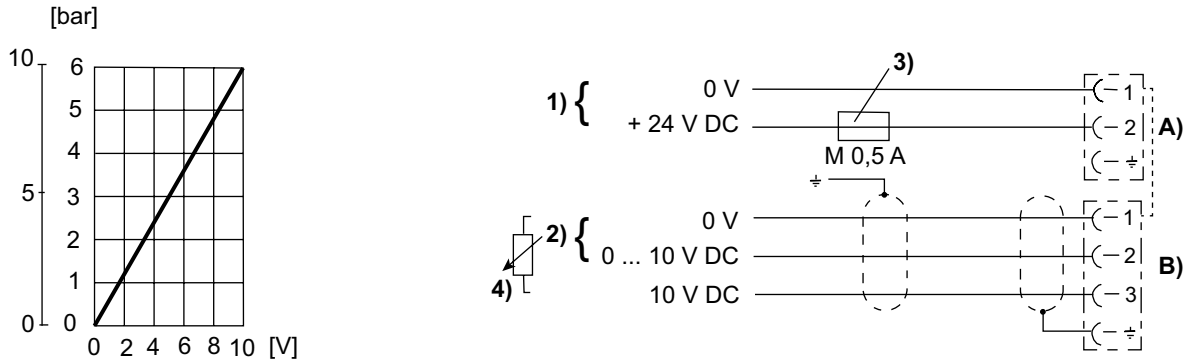 [bar]
10
5
0
6
5
4
3
2
1
0
0 2 4 6 8 10 [V]
1) {
0 V
+ 24 V DC
3)
M 0,5 A
1
2
A)
2) {
4)
0 V
0 ... 10 V DC
10 V DC
1
2
3
B)